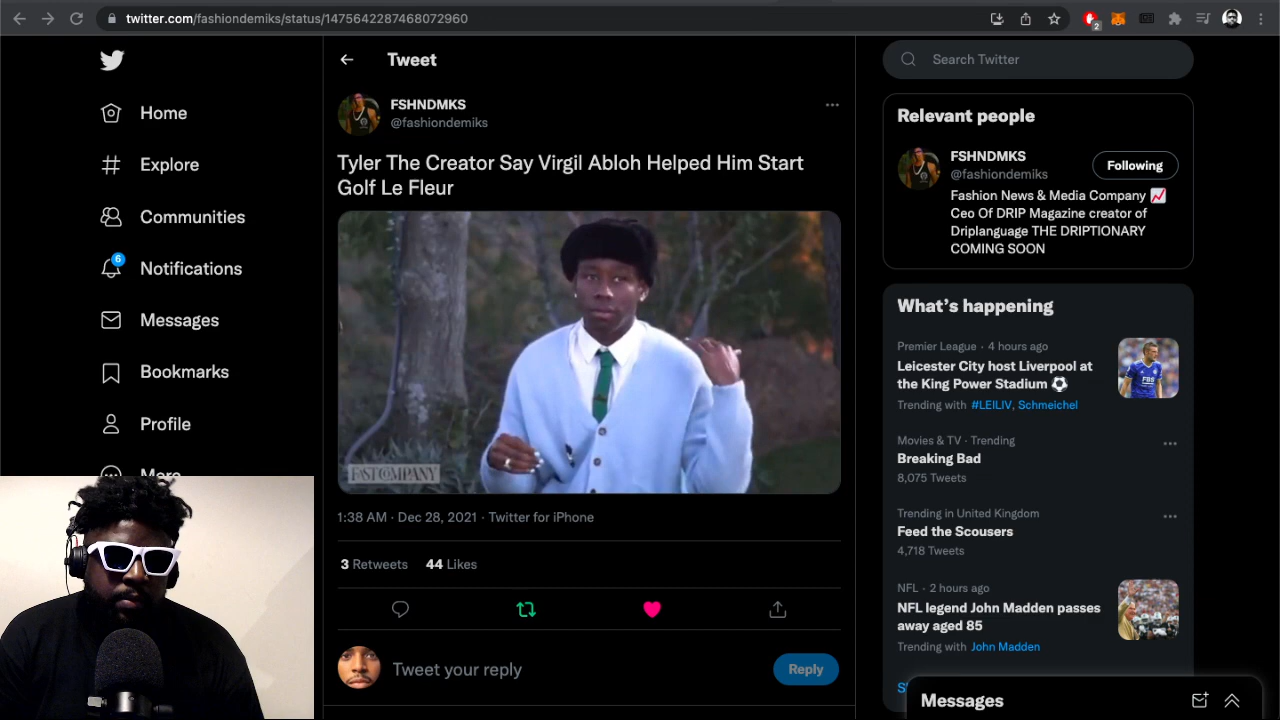 twitter.com/fashiondemiks/status/1475642287468072960
2
Home
Explore
Communities
6
Notifications
Messages
Bookmarks
Profile
More
Tweet
FSHNDMKS
@fashiondemiks
Tyler The Creator Say Virgil Abloh Helped Him Start
Golf Le Fleur
FAST COMPANY
1:38 AM · Dec 28, 2021 · Twitter for iPhone
3 Retweets 44 Likes
Tweet your reply
Reply
Search Twitter
Relevant people
FSHNDMKS
@fashiondemiks
Following
Fashion News & Media Company 📈
Ceo Of DRIP Magazine creator of
Driplanguage THE DRIPTIONARY
COMING SOON
What's happening
Premier League · 4 hours ago
Leicester City host Liverpool at
the King Power Stadium ⚽
Trending with #LEILIV, Schmeichel
Movies & TV · Trending
Breaking Bad
8,075 Tweets
Trending in United Kingdom
Feed the Scousers
4,718 Tweets
NFL · 2 hours ago
NFL legend John Madden passes
away aged 85
Trending with John Madden
Messages